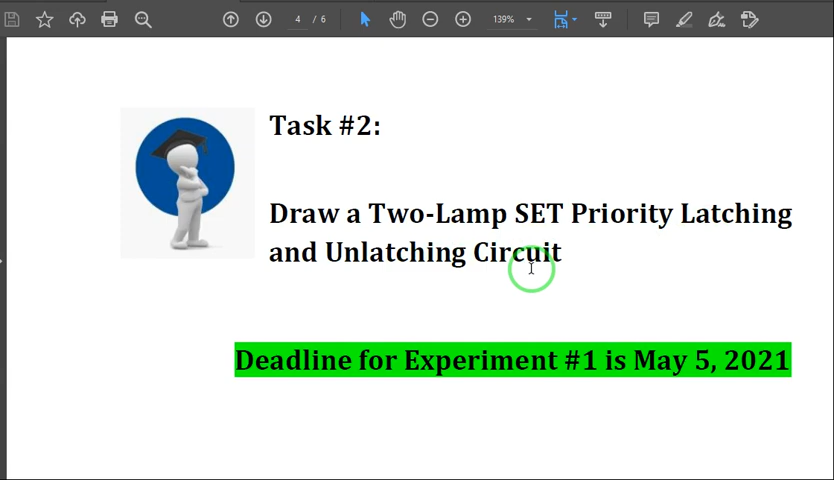 4 / 6
139%
Task #2:
Draw a Two-Lamp SET Priority Latching
and Unlatching Circuit
Deadline for Experiment #1 is May 5, 2021